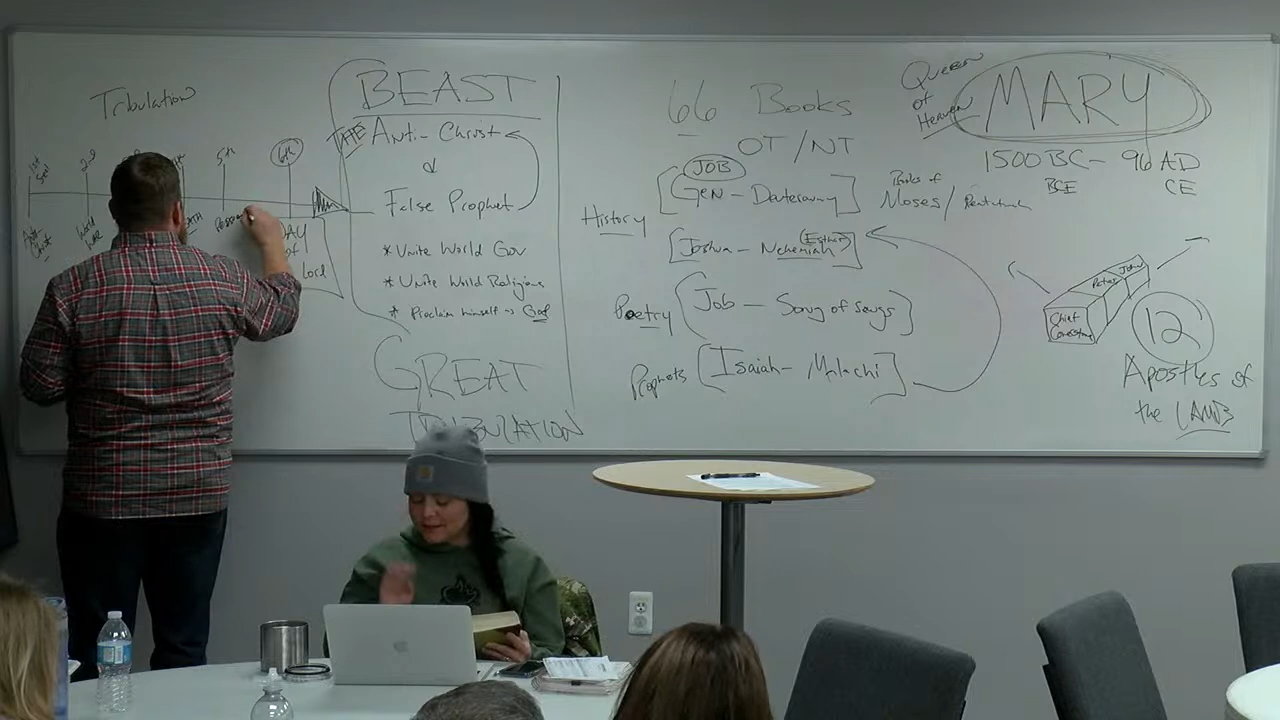 Tribulation
1st Seal
2nd
5th
6th
World
DAY
of
Lord
BEAST
THE Anti-Christ
&
False Prophet
* Unite World Gov
* Unite World Religions
* Proclaim himself as God
GREAT
TRIBULATION
66 Books
OT/NT
JOB
[Gen - Deuteronomy]
Books of
Moses/Pentateuch
History
[Joshua - Nehemiah (Esther)]
Poetry [Job - Song of Songs]
Prophets [Isaiah - Malachi]
Queen
of
Heaven
MARY
1500 BC - 96 AD
BCE
CE
Chief
Cornerstone
Peter
John
12
Apostles of
the LAMB